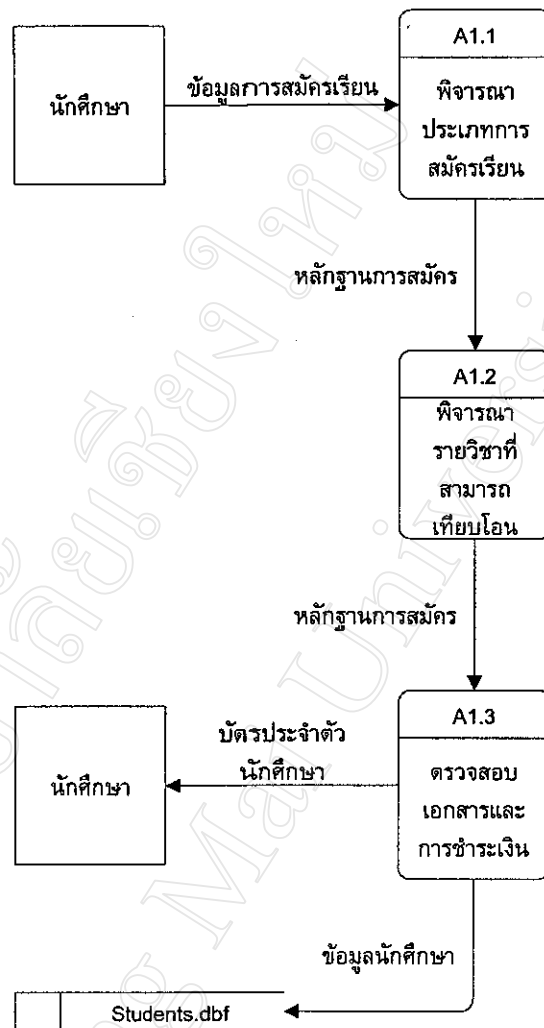 A1.1
นักศึกษา
ข้อมูลการสมัครเรียน
พิจารณา
ประเภทการ
สมัครเรียน
หลักฐานการสมัคร
A1.2
พิจารณา
รายวิชาที่
สามารถ
เทียบโอน
หลักฐานการสมัคร
A1.3
บัตรประจำตัว
นักศึกษา
นักศึกษา
ตรวจสอบ
เอกสารและ
การชำระเงิน
ข้อมูลนักศึกษา
Students.dbf